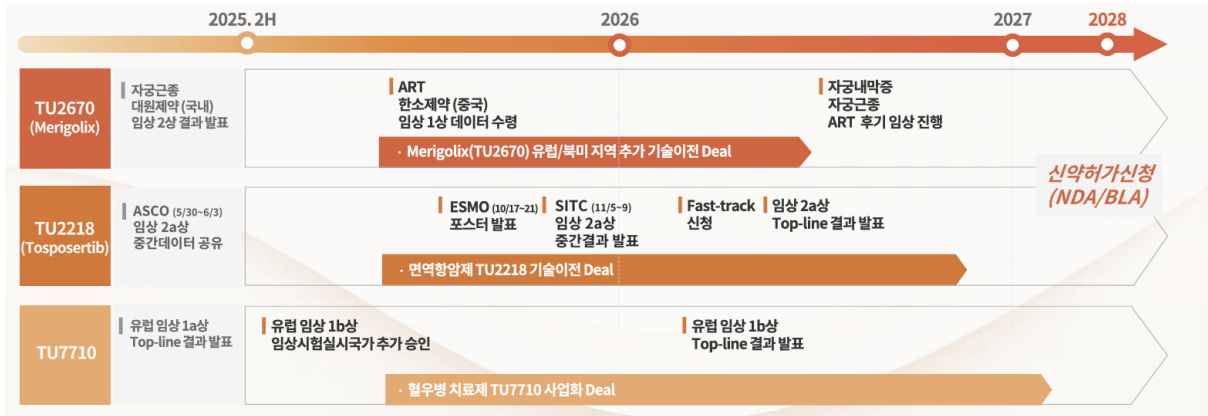 2025. 2H
2026
2027
2028
TU2670
(Merigolix)
자궁근종
대원제약 (국내)
임상 2상 결과 발표
ART
한소제약 (중국)
임상 1상 데이터 수령
자궁내막증
자궁근종
ART 후기 임상 진행
· Merigolix(TU2670) 유럽/북미 지역 추가 기술이전 Deal
신약허가신청
(NDA/BLA)
TU2218
(Tosposertib)
ASCO (5/30~6/3)
임상 2a상
중간데이터 공유
ESMO (10/17~21)
포스터 발표
SITC (11/5~9)
임상 2a상
중간결과 발표
Fast-track
신청
임상 2a상
Top-line 결과 발표
· 면역항암제 TU2218 기술이전 Deal
TU7710
유럽 임상 1a상
Top-line 결과 발표
유럽 임상 1b상
임상시험실시국가 추가 승인
유럽 임상 1b상
Top-line 결과 발표
· 혈우병 치료제 TU7710 사업화 Deal